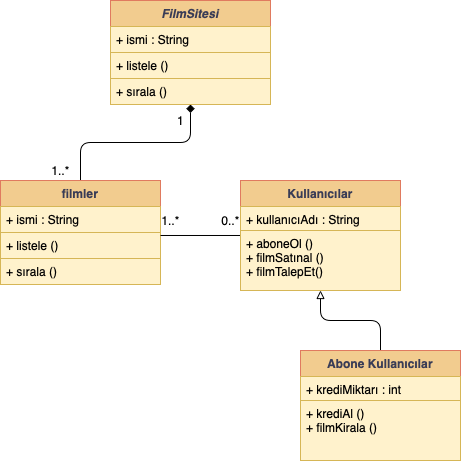 FilmSitesi
+ ismi : String
+ listele ()
+ sırala ()
1
1..*
filmler
+ ismi : String
+ listele ()
+ sırala ()
1..*
0..*
Kullanıcılar
+ kullanıcıAdı : String
+ aboneOl ()
+ filmSatınal ()
+ filmTalepEt()
Abone Kullanıcılar
+ krediMiktarı : int
+ krediAl ()
+ filmKirala ()